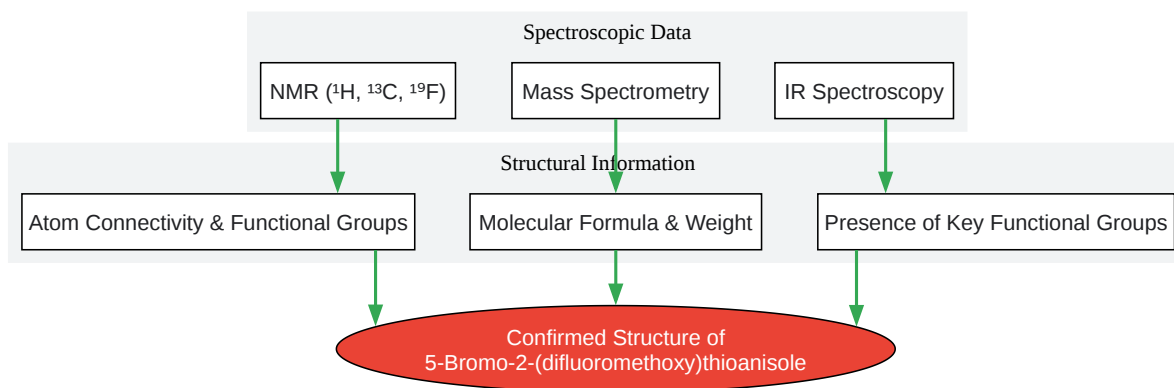 Spectroscopic Data
NMR (¹H, ¹³C, ¹⁹F)
Mass Spectrometry
IR Spectroscopy
Structural Information
Atom Connectivity & Functional Groups
Molecular Formula & Weight
Presence of Key Functional Groups
Confirmed Structure of
5-Bromo-2-(difluoromethoxy)thioanisole